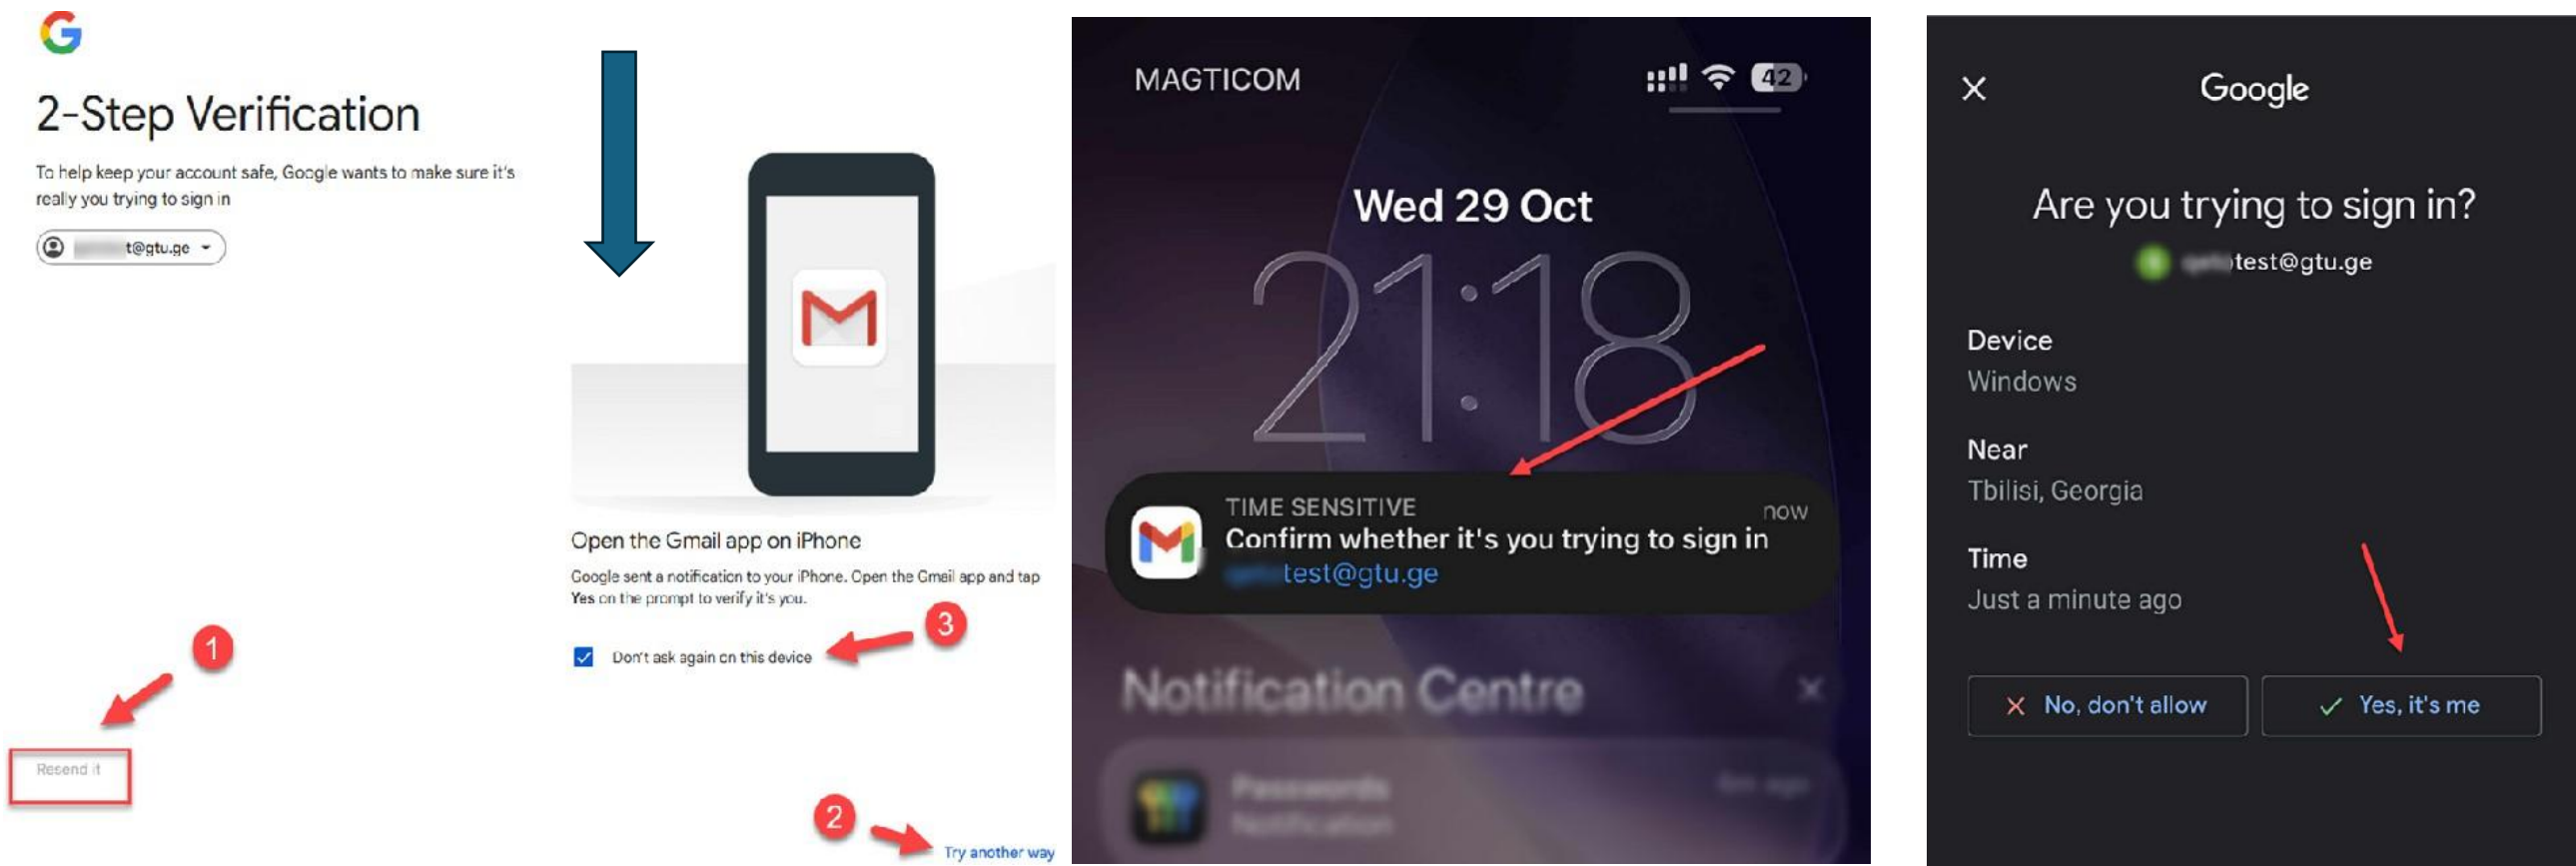 2-Step Verification
To help keep your account safe, Google wants to make sure it's
really you trying to sign in
t@gtu.ge
Open the Gmail app on iPhone
Google sent a notification to your iPhone. Open the Gmail app and tap
Yes on the prompt to verify it's you.
3
Don't ask again on this device
1
Resend it
2
Try another way
MAGTICOM
42
Wed 29 Oct
21:18
TIME SENSITIVE
now
Confirm whether it's you trying to sign in
test@gtu.ge
Notification Centre
Passwords
Notification
Google
Are you trying to sign in?
test@gtu.ge
Device
Windows
Near
Tbilisi, Georgia
Time
Just a minute ago
No, don't allow
Yes, it's me